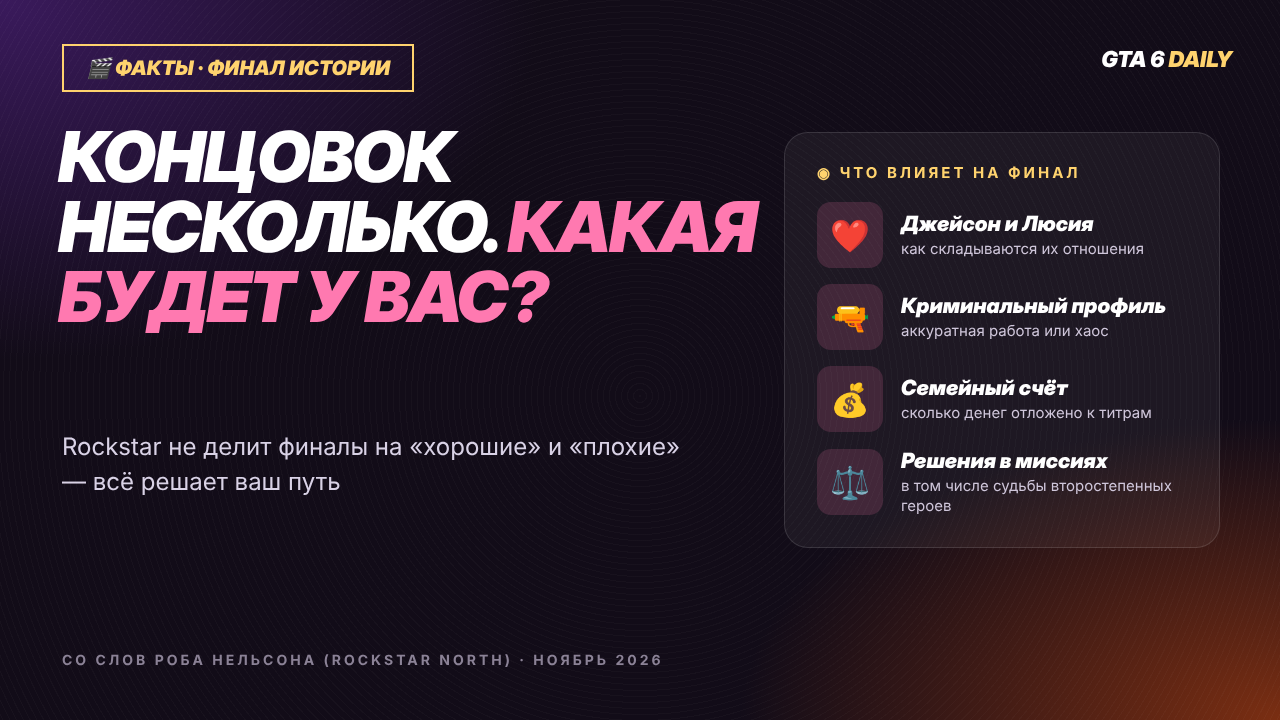 🎬 ФАКТЫ · ФИНАЛ ИСТОРИИ
GTA 6 DAILY
КОНЦОВОК
НЕСКОЛЬКО. КАКАЯ
БУДЕТ У ВАС?
Rockstar не делит финалы на «хорошие» и «плохие»
— всё решает ваш путь
◉ ЧТО ВЛИЯЕТ НА ФИНАЛ
Джейсон и Люсия
как складываются их отношения
Криминальный профиль
аккуратная работа или хаос
Семейный счёт
сколько денег отложено к титрам
Решения в миссиях
в том числе судьбы второстепенных
героев
СО СЛОВ РОБА НЕЛЬСОНА (ROCKSTAR NORTH) · НОЯБРЬ 2026